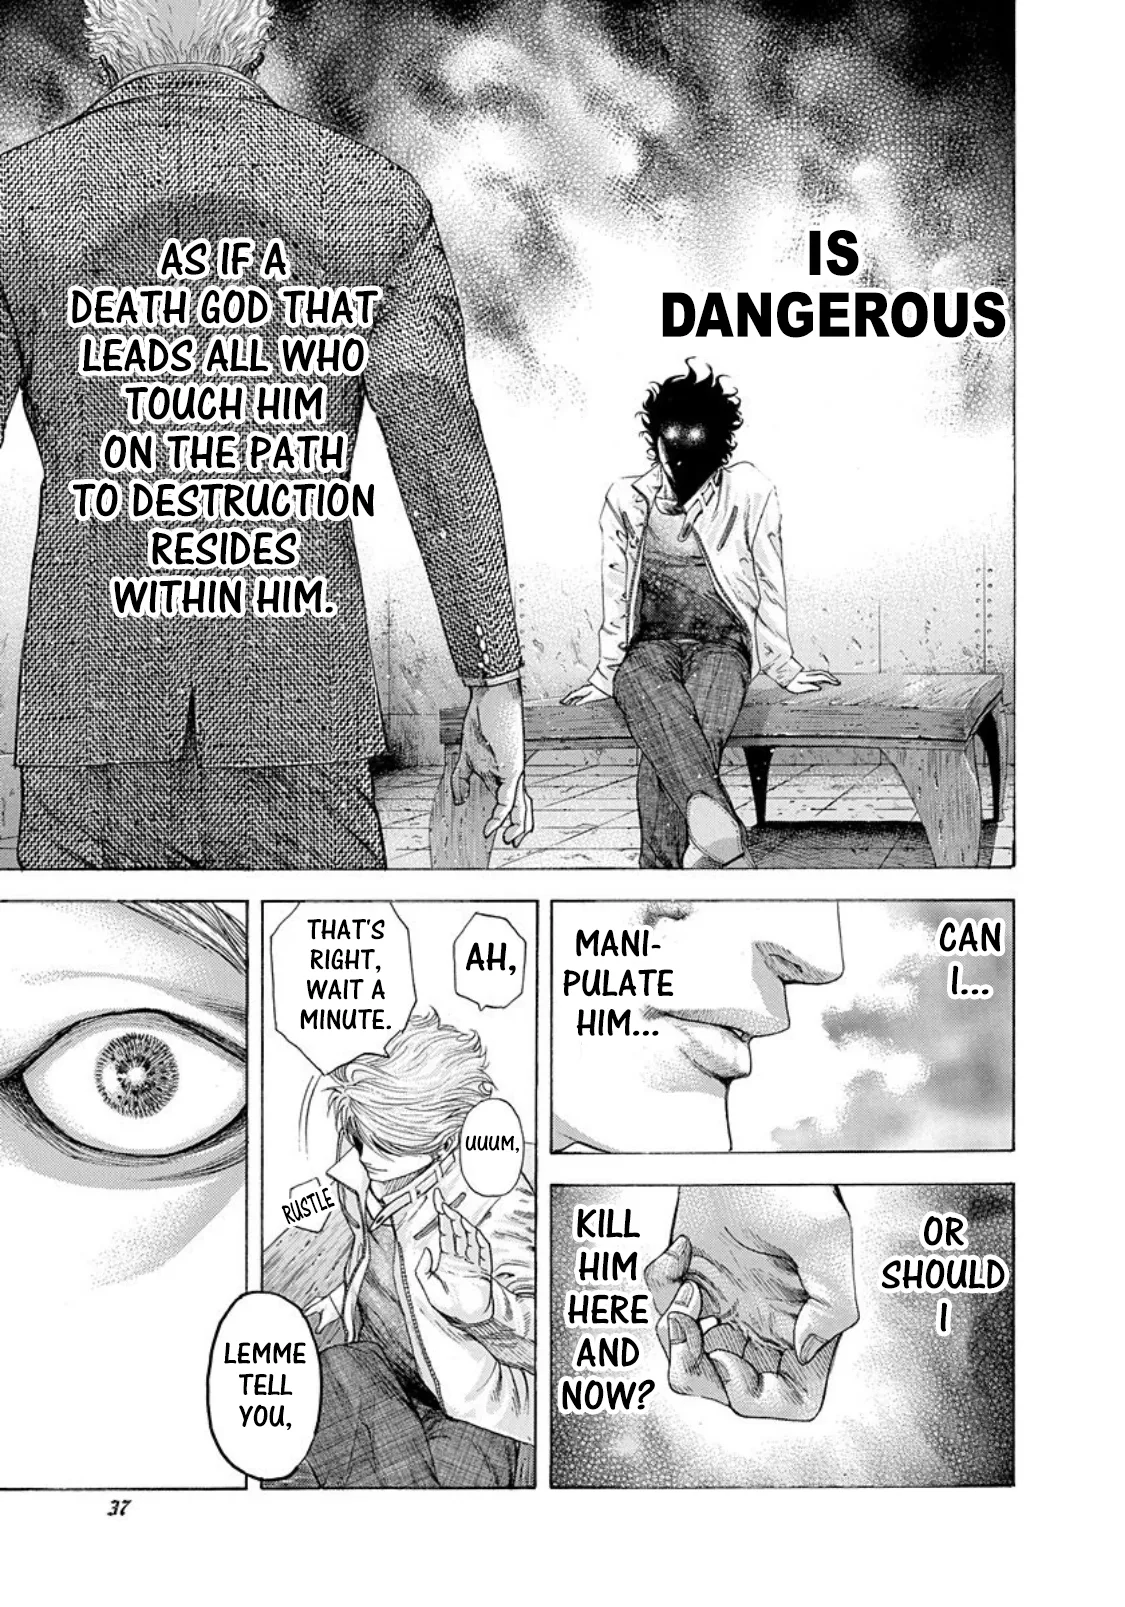 IS
DANGEROUS
AS IF A
DEATH GOD THAT
LEADS ALL WHO
TOUCH HIM
ON THE PATH
TO DESTRUCTION
RESIDES
WITHIN HIM.
CAN
I...
MANI-
PULATE
HIM...
OR
SHOULD
I
KILL
HIM
HERE
AND
NOW?
AH,
THAT'S
RIGHT,
WAIT A
MINUTE.
UUUM,
RUSTLE
LEMME
TELL
YOU,
37